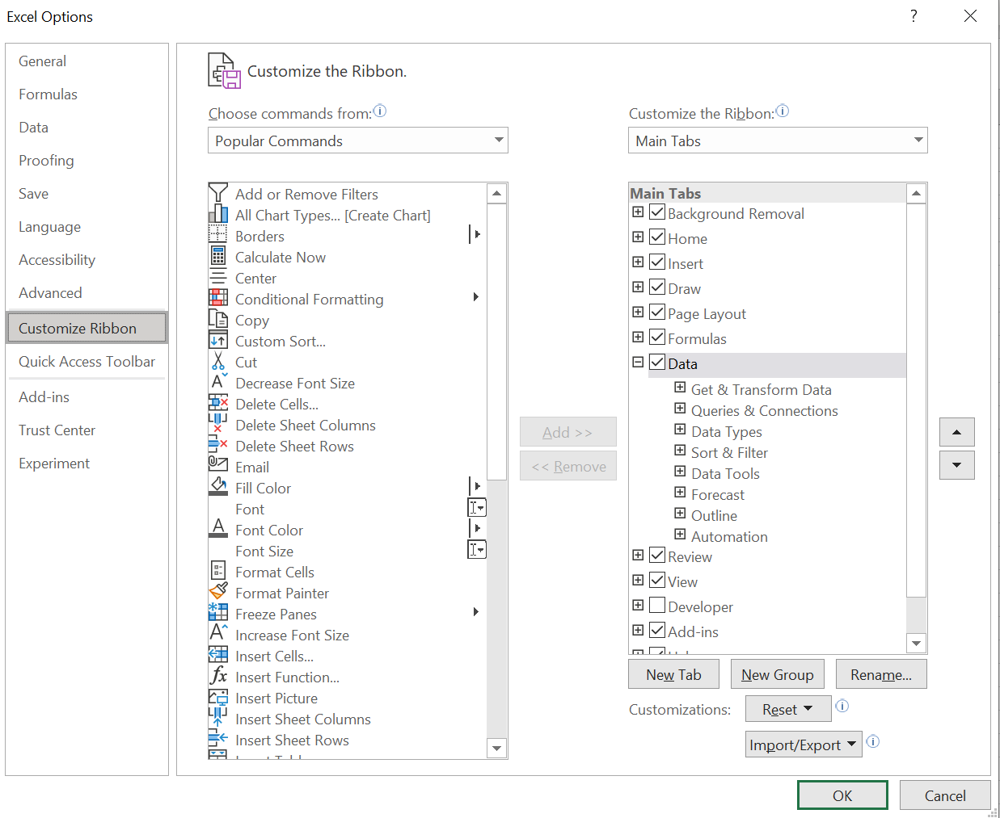 Excel Options
?
General
Formulas
Data
Proofing
Save
Language
Accessibility
Advanced
Customize Ribbon
Quick Access Toolbar
Add-ins
Trust Center
Experiment
Customize the Ribbon.
Choose commands from:
Popular Commands
Add or Remove Filters
All Chart Types... [Create Chart]
Borders
Calculate Now
Center
Conditional Formatting
Copy
Custom Sort...
Cut
Decrease Font Size
Delete Cells...
Delete Sheet Columns
Delete Sheet Rows
Email
Fill Color
Font
Font Color
Font Size
Format Cells
Format Painter
Freeze Panes
Increase Font Size
Insert Cells...
Insert Function...
Insert Picture
Insert Sheet Columns
Insert Sheet Rows
Add >>
<< Remove
Customize the Ribbon:
Main Tabs
Main Tabs
Background Removal
Home
Insert
Draw
Page Layout
Formulas
Data
Get & Transform Data
Queries & Connections
Data Types
Sort & Filter
Data Tools
Forecast
Outline
Automation
Review
View
Developer
Add-ins
New Tab
New Group
Rename...
Customizations:
Reset
Import/Export
OK
Cancel